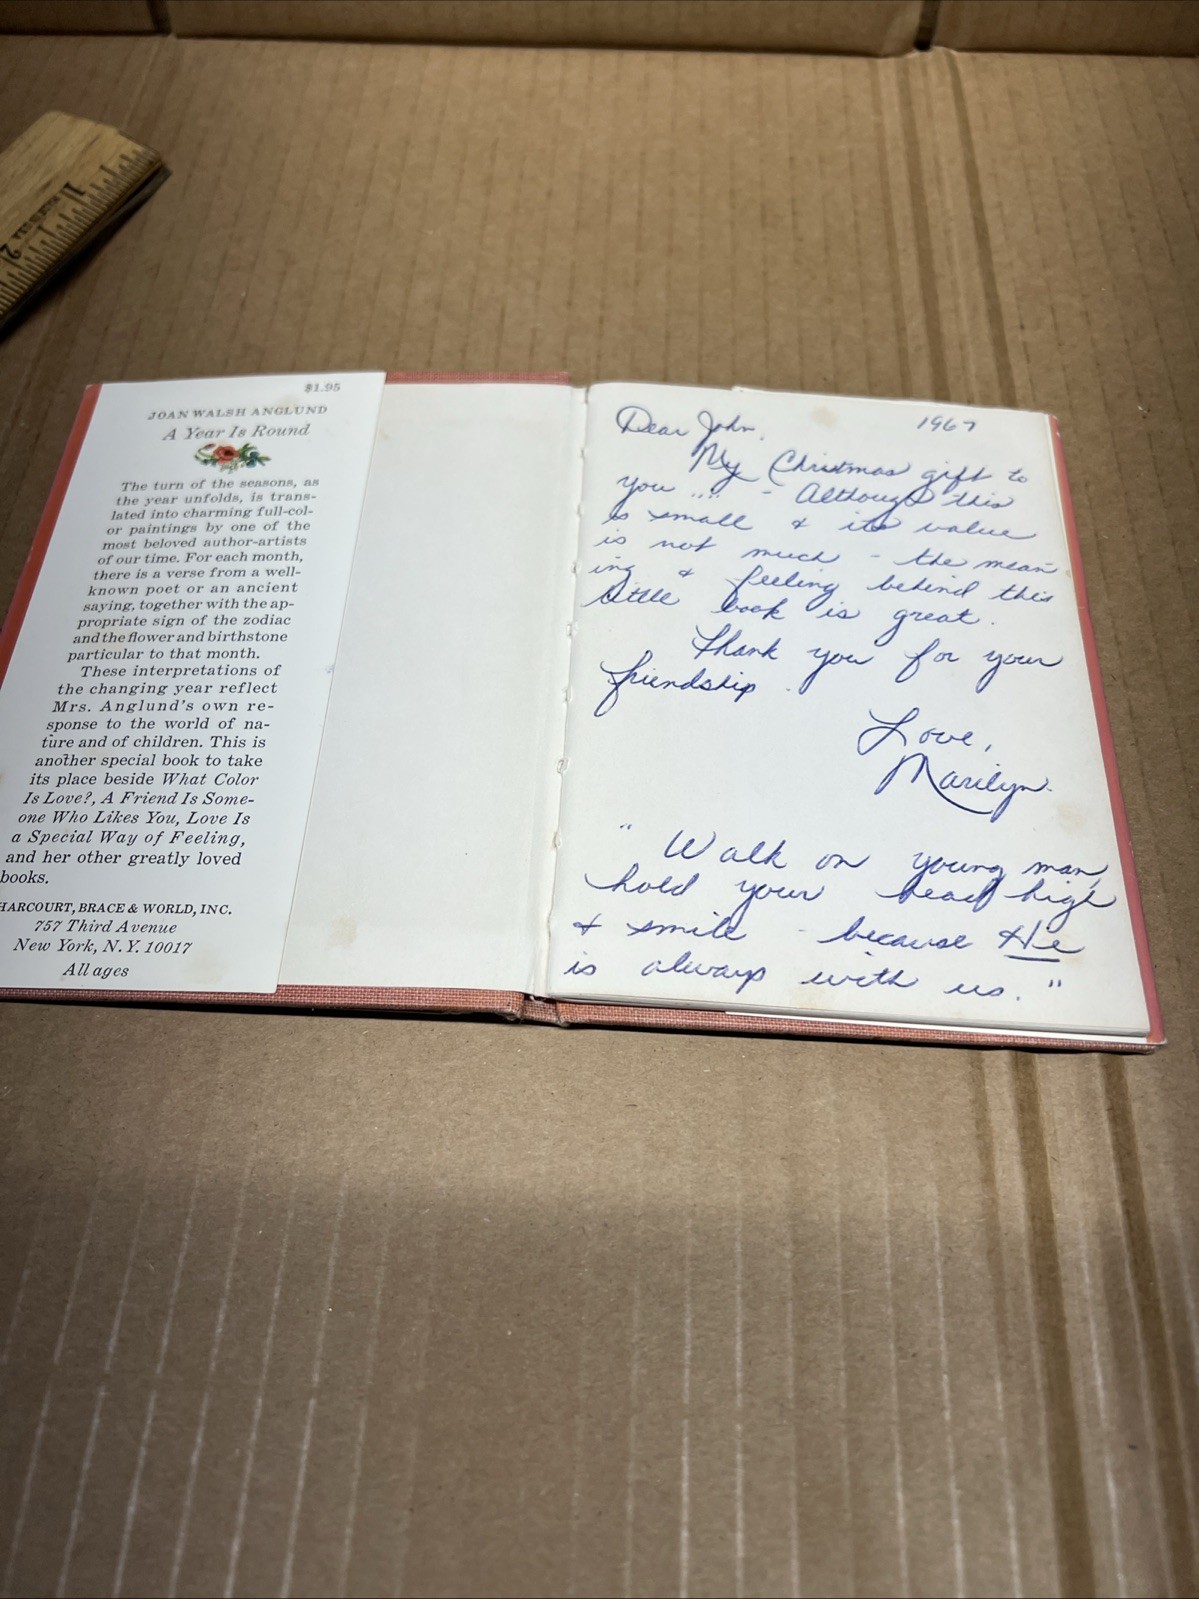 $1.95
JOAN WALSH ANGLUND
A Year Is Round
The turn of the seasons, as
the year unfolds, is trans-
lated into charming full-col-
or paintings by one of the
most beloved author-artists
of our time. For each month,
there is a verse from a well-
known poet or an ancient
saying, together with the ap-
propriate sign of the zodiac
and the flower and birthstone
particular to that month.
These interpretations of
the changing year reflect
Mrs. Anglund's own re-
sponse to the world of na-
ture and of children. This is
another special book to take
its place beside What Color
Is Love?, A Friend Is Some-
one Who Likes You, Love Is
a Special Way of Feeling,
and her other greatly loved
books.
HARCOURT, BRACE & WORLD, INC.
757 Third Avenue
New York, N.Y. 10017
All ages
1967
Dear John,
My Christmas gift to
you "" - Although this
is small & its value
is not much - the mean-
ing & feeling behind this
little book is great.
Thank you for your
friendship.
Love,
Marilyn.
"Walk on young man,
hold your head high
& smile - because He
is always with us."
1
2